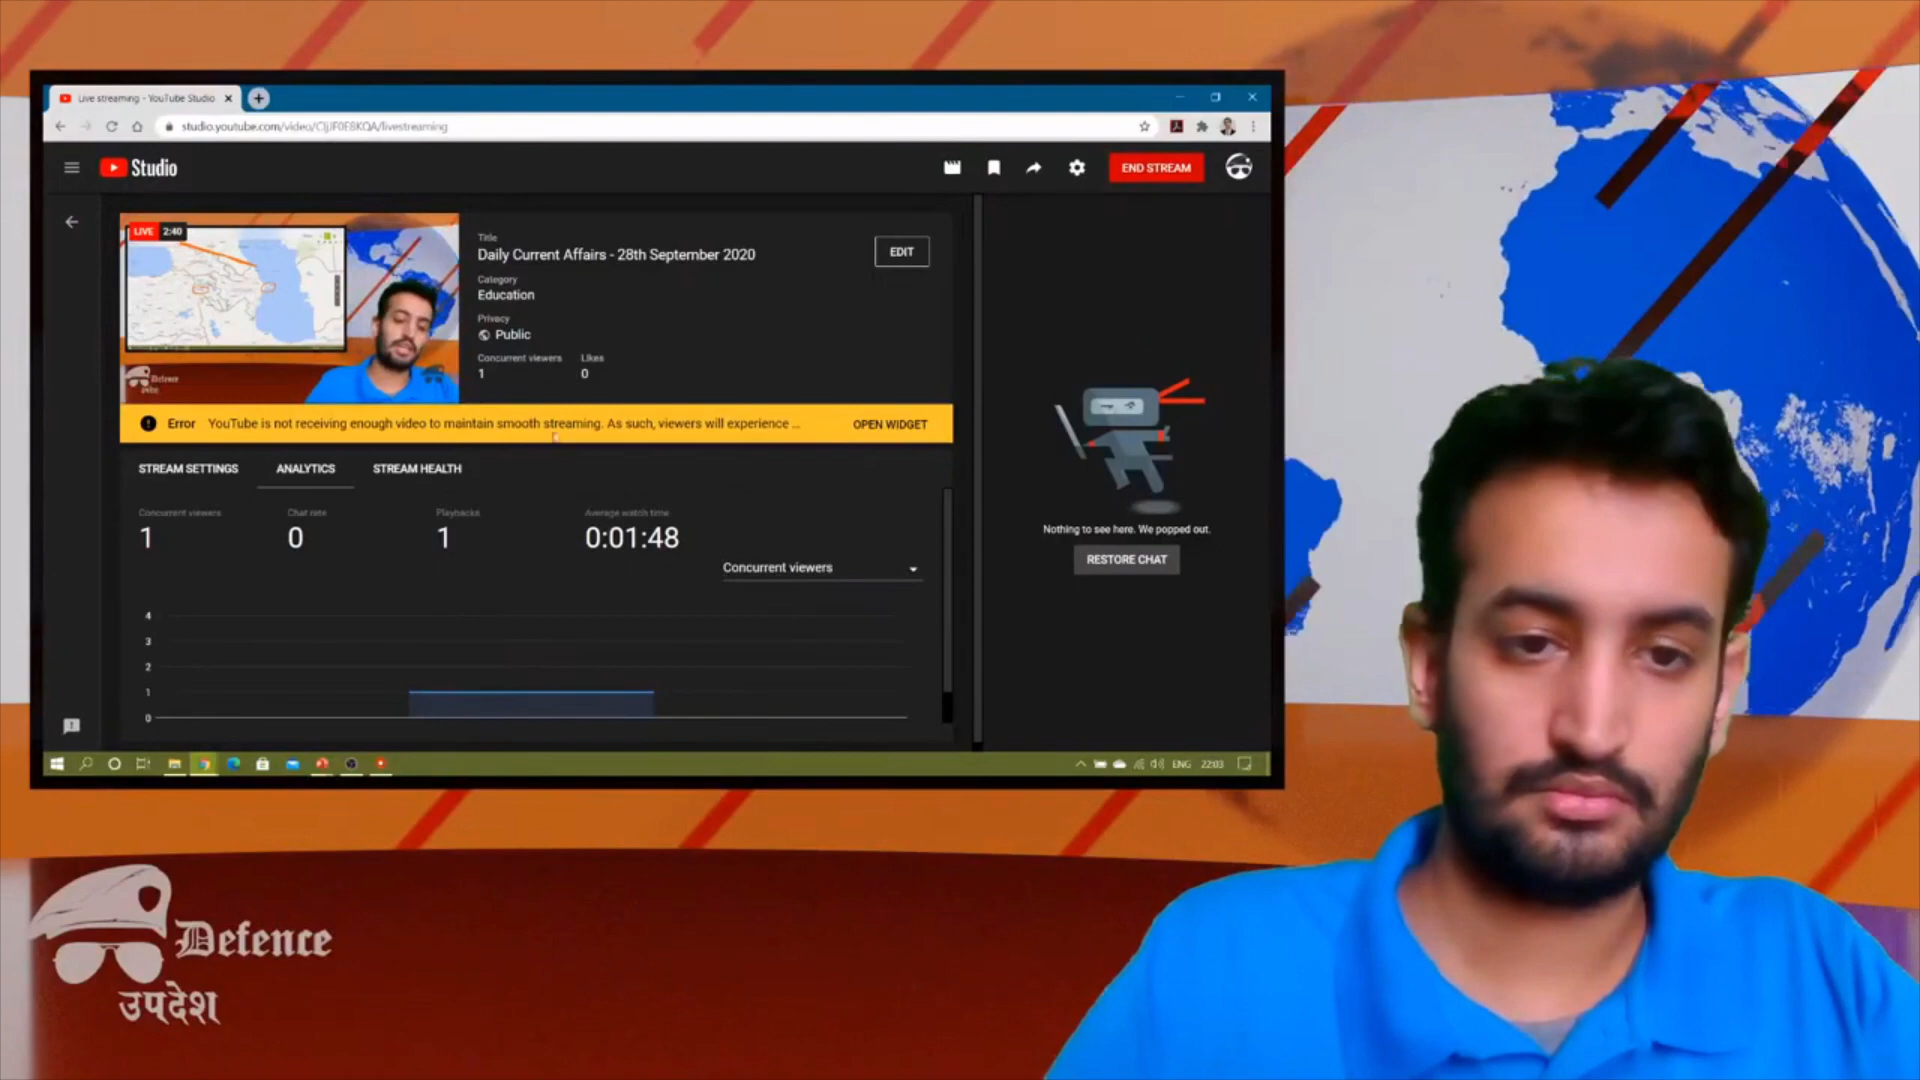 Live streaming - YouTube Studio
studio.youtube.com/video/CljJF0E8KQA/livestreaming
Studio
END STREAM
LIVE 2:40
Title
Daily Current Affairs - 28th September 2020
EDIT
Category
Education
Privacy
Public
Concurrent viewers Likes
1 0
Defence
Error YouTube is not receiving enough video to maintain smooth streaming. As such, viewers will experience ... OPEN WIDGET
STREAM SETTINGS ANALYTICS STREAM HEALTH
Concurrent viewers Chat rate Playbacks Average watch time
1 0 1 0:01:48
Concurrent viewers
4
3
2
1
0
Nothing to see here. We popped out.
RESTORE CHAT
ENG 22:03
Defence
उपदेश